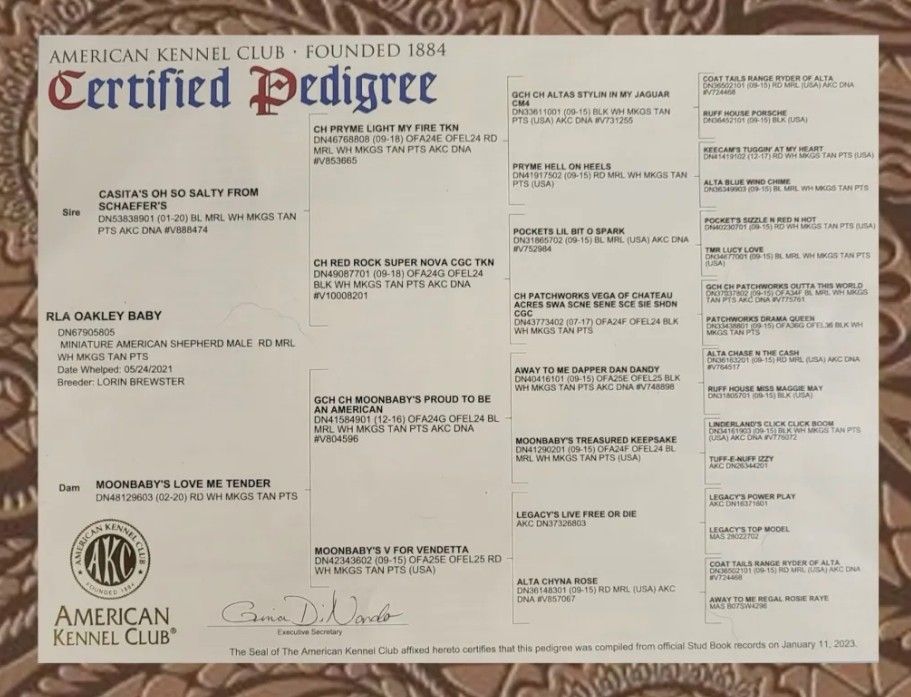 AMERICAN KENNEL CLUB · FOUNDED 1884
Certified Pedigree
Sire
CASITA'S OH SO SALTY FROM
SCHAEFER'S
DN53838901 (01-20) BL MRL WH MKGS TAN
PTS AKC DNA #V888474
RLA OAKLEY BABY
DN67905805
MINIATURE AMERICAN SHEPHERD MALE RD MRL
WH MKGS TAN PTS
Date Whelped: 05/24/2021
Breeder: LORIN BREWSTER
Dam
MOONBABY'S LOVE ME TENDER
DN48129603 (02-20) RD WH MKGS TAN PTS
CH PRYME LIGHT MY FIRE TKN
DN46768808 (09-18) OFA24E OFEL24 RD
MRL WH MKGS TAN PTS AKC DNA
#V853665
CH RED ROCK SUPER NOVA CGC TKN
DN49087701 (09-18) OFA24G OFEL24
BLK WH MKGS TAN PTS AKC DNA
#V10008201
GCH CH MOONBABY'S PROUD TO BE
AN AMERICAN
DN41584901 (12-16) OFA24G OFEL24 BL
MRL WH MKGS TAN PTS AKC DNA
#V804596
MOONBABY'S V FOR VENDETTA
DN42343602 (09-15) OFA25E OFEL25 RD
WH MKGS TAN PTS (USA)
GCH CH ALTAS STYLIN IN MY JAGUAR
CM4
DN33611001 (09-15) BLK WH MKGS TAN
PTS (USA) AKC DNA #V731255
PRYME HELL ON HEELS
DN41917502 (09-15) RD MRL WH MKGS TAN
PTS (USA)
POCKETS LIL BIT O SPARK
DN31865702 (09-15) BL MRL (USA) AKC DNA
#V752984
CH PATCHWORKS VEGA OF CHATEAU
ACRES SWA SCNE SENE SCE SIE SHDN
CGC
DN43773402 (07-17) OFA24F OFEL24 BLK
WH MKGS TAN PTS
AWAY TO ME DAPPER DAN DANDY
DN40416101 (09-15) OFA25E OFEL25 BLK
WH MKGS TAN PTS AKC DNA #V748898
MOONBABY'S TREASURED KEEPSAKE
DN41290201 (09-15) OFA24F OFEL24 BL
MRL WH MKGS TAN PTS (USA)
LEGACY'S LIVE FREE OR DIE
AKC DN37326803
ALTA CHYNA ROSE
DN36148301 (09-15) RD MRL (USA) AKC
DNA #V857067
COAT TAILS RANGE RYDER OF ALTA
DN36502101 (09-15) RD MRL (USA) AKC DNA
#V724468
RUFF HOUSE PORSCHE
DN36452101 (09-15) BLK (USA)
KEECAM'S TUGGIN' AT MY HEART
DN41419102 (12-17) RD MRL WH MKGS TAN PTS (USA)
ALTA BLUE WIND CHIME
DN36349903 (09-15) BL MRL WH MKGS TAN PTS
POCKET'S SIZZLE N RED N HOT
DN40230701 (09-15) RD WH MKGS TAN PTS (USA)
TMR LUCY LOVE
DN34677001 (09-15) BL MRL WH MKGS TAN PTS
(USA)
GCH CH PATCHWORKS OUTTA THIS WORLD
DN37037802 (09-15) OFA34F BL MRL WH MKGS
TAN PTS AKC DNA #V775761
PATCHWORKS DRAMA QUEEN
DN33438801 (09-15) OFA36G OFEL36 BLK WH
MKGS TAN PTS
ALTA CHASE N THE CASH
DN36163201 (09-15) RD MRL (USA) AKC DNA
#V764517
RUFF HOUSE MISS MAGGIE MAY
DN31805701 (09-15) BLK (USA)
LINDERLAND'S CLICK CLICK BOOM
DN34161903 (09-15) BLK WH MKGS TAN PTS
(USA) AKC DNA #V776072
TUFF-E-NUFF IZZY
AKC DN26344201
LEGACY'S POWER PLAY
AKC DN16371601
LEGACY'S TOP MODEL
MAS 28022702
COAT TAILS RANGE RYDER OF ALTA
DN36502101 (09-15) RD MRL (USA) AKC DNA
#V724468
AWAY TO ME REGAL ROSIE RAYE
MAS B07SW4296
AMERICAN KENNEL CLUB
AKC
FOUNDED 1884
AMERICAN
KENNEL CLUB®
Gina DiNardo
Executive Secretary
The Seal of The American Kennel Club affixed hereto certifies that this pedigree was compiled from official Stud Book records on January 11, 2023.